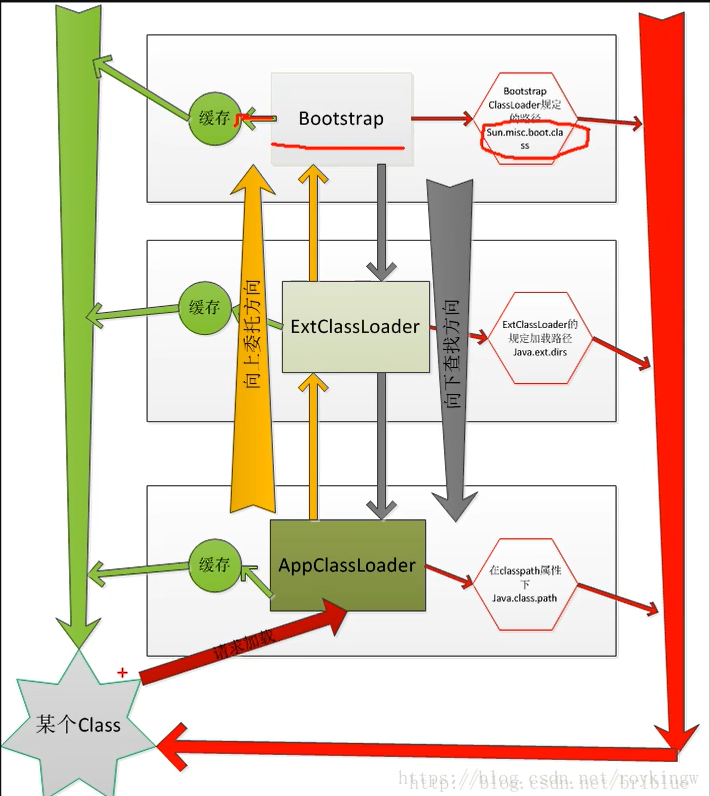 缓存
Bootstrap
Bootstrap
ClassLoader规定
的路径
Sun.misc.boot.cla
ss
向上委托方向
向下查找方向
缓存
ExtClassLoader
ExtClassLoader的
规定加载路径
Java.ext.dirs
缓存
AppClassLoader
在classpath属性
下
Java.class.path
请求加载
某个Class
https://blog.csdn.net/roykingw
http://blog.csdn.net/briblue